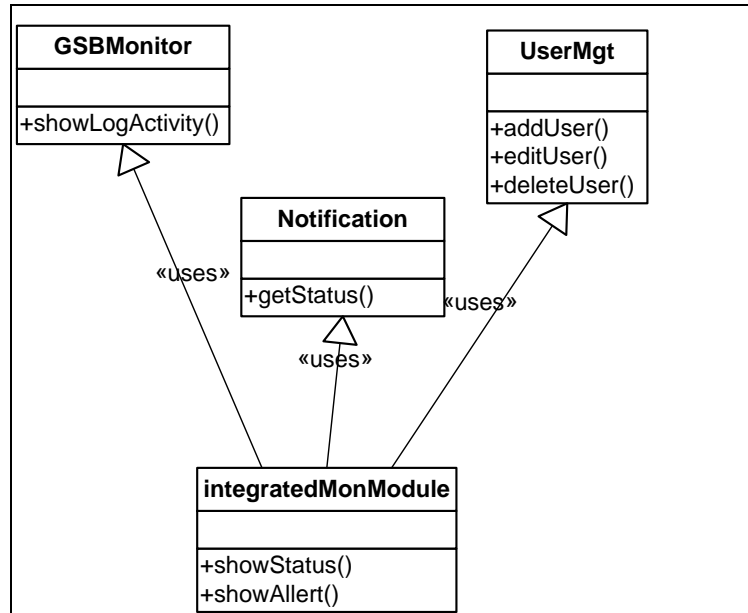 GSBMonitor
+showLogActivity()
UserMgt
+addUser()
+editUser()
+deleteUser()
Notification
+getStatus()
«uses»
«uses»
«uses»
integratedMonModule
+showStatus()
+showAllert()